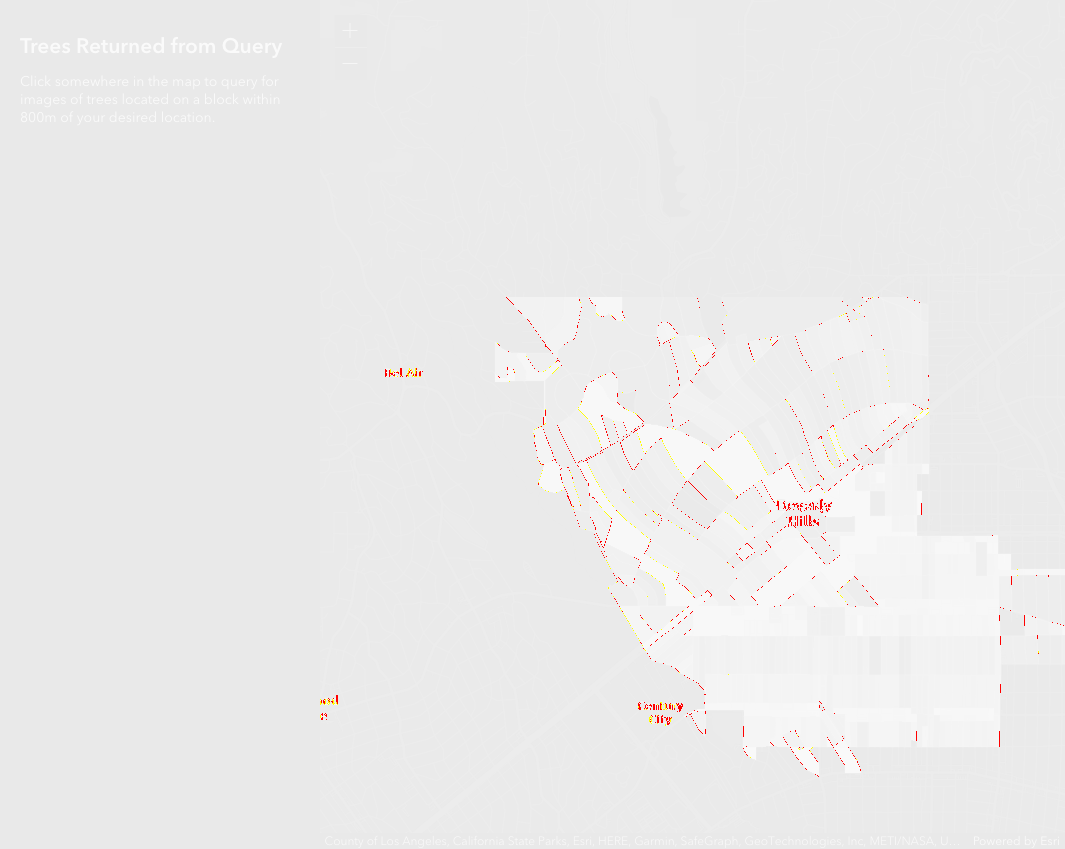 Trees Returned from Query
Click somewhere in the map to query for
images of trees located on a block within
800m of your desired location.
+
−
Bel Air
Beverly
Hills
Century
City
County of Los Angeles, California State Parks, Esri, HERE, Garmin, SafeGraph, GeoTechnologies, Inc, METI/NASA, U...
Powered by Esri